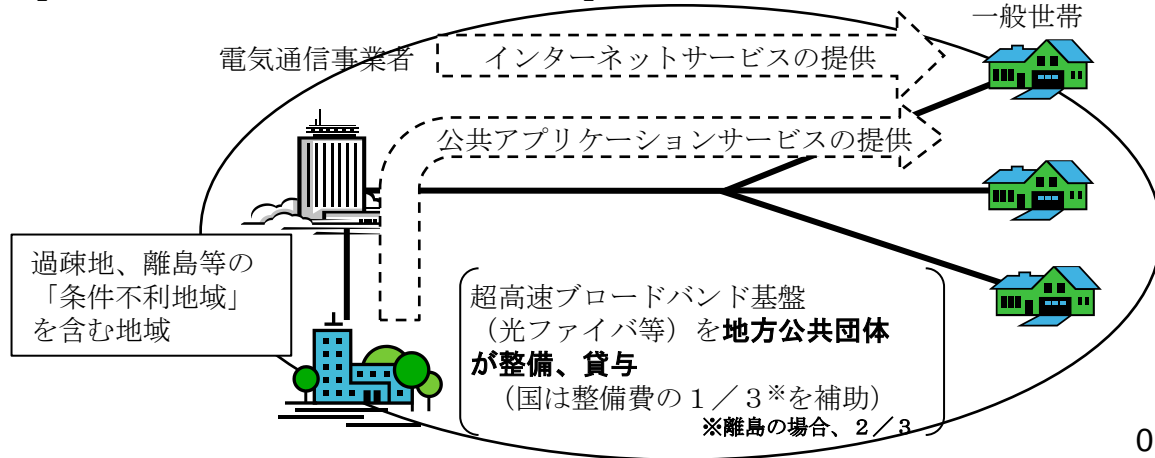 一般世帯
電気通信事業者
インターネットサービスの提供
公共アプリケーションサービスの提供
過疎地、離島等の
「条件不利地域」
を含む地域
超高速ブロードバンド基盤
（光ファイバ等）を地方公共団体
が整備、貸与
（国は整備費の１／３※を補助）
※離島の場合、２／３
0